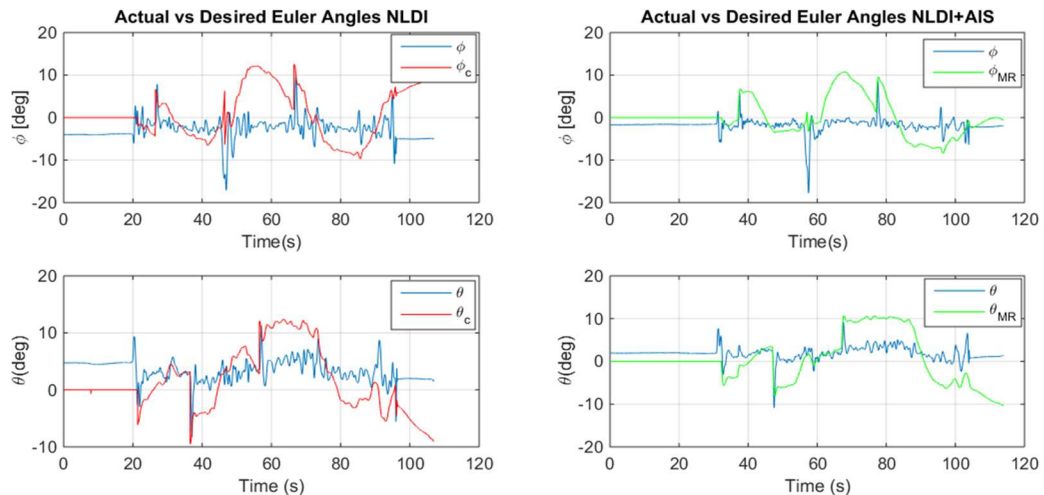 Actual vs Desired Euler Angles NLDI
20
10
0
-10
-20
ϕ [deg]
ϕ
ϕc
0 20 40 60 80 100 120
Time(s)
Actual vs Desired Euler Angles NLDI+AIS
20
10
0
-10
-20
ϕ [deg]
ϕ
ϕMR
0 20 40 60 80 100 120
Time(s)
20
10
0
-10
θ(deg)
θ
θc
0 20 40 60 80 100 120
Time (s)
20
10
0
-10
-20
θ(deg)
θ
θMR
0 20 40 60 80 100 120
Time (s)